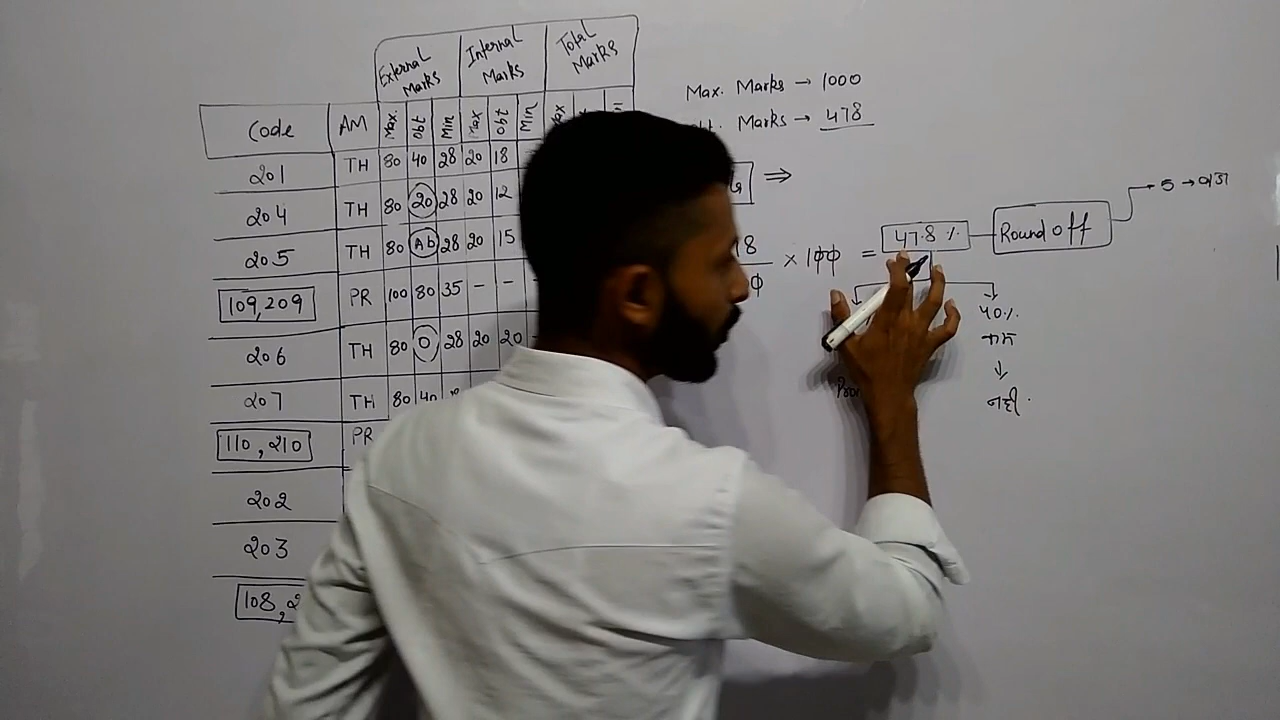 External Marks Internal Marks Total Marks
Code AM Max. Obt Min Max Obt Min
201 TH 80 40 28 20 18
204 TH 80 20 28 20 12
205 TH 80 Ab 28 20 15
109,209 PR 100 80 35 - -
206 TH 80 0 28 20 20
207 TH 80 40
110,210 PR
202
203
108,2
Max. Marks → 1000
Marks → 478
⇒
× 100 = 47.8 %
Round off → 5 →
40%
↓
नही.